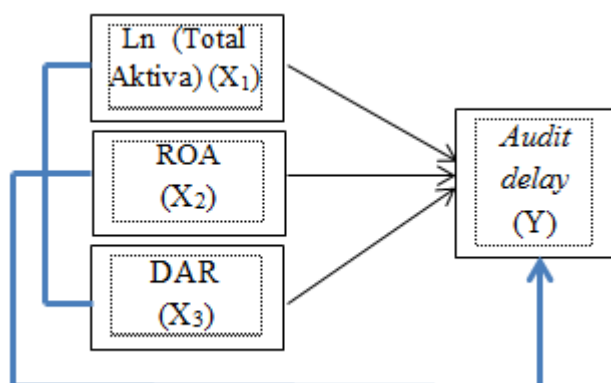 Ln (Total
Aktiva) (X₁)
ROA
(X₂)
DAR
(X₃)
Audit
delay
(Y)